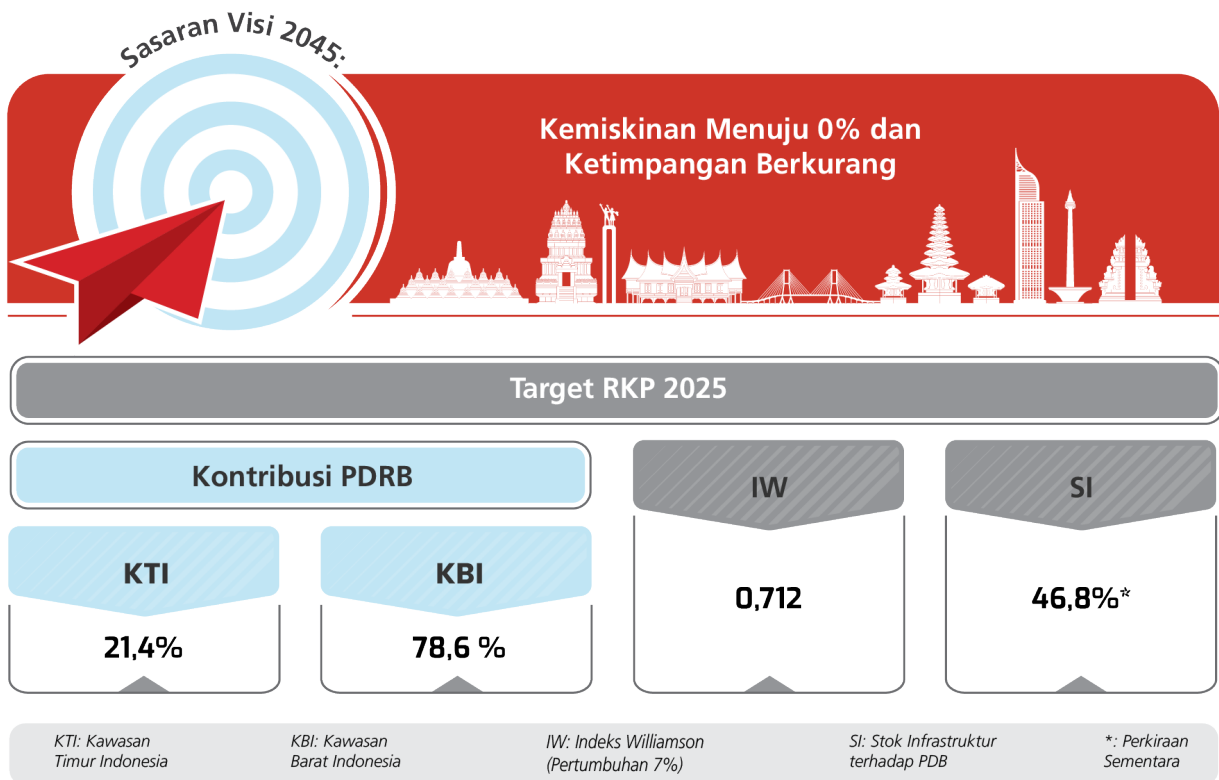 Sasaran Visi 2045:
Kemiskinan Menuju 0% dan
Ketimpangan Berkurang
Target RKP 2025
Kontribusi PDRB
KTI
21,4%
KBI
78,6 %
IW
0,712
SI
46,8%*
KTI: Kawasan
Timur Indonesia
KBI: Kawasan
Barat Indonesia
IW: Indeks Williamson
(Pertumbuhan 7%)
SI: Stok Infrastruktur
terhadap PDB
*: Perkiraan
Sementara